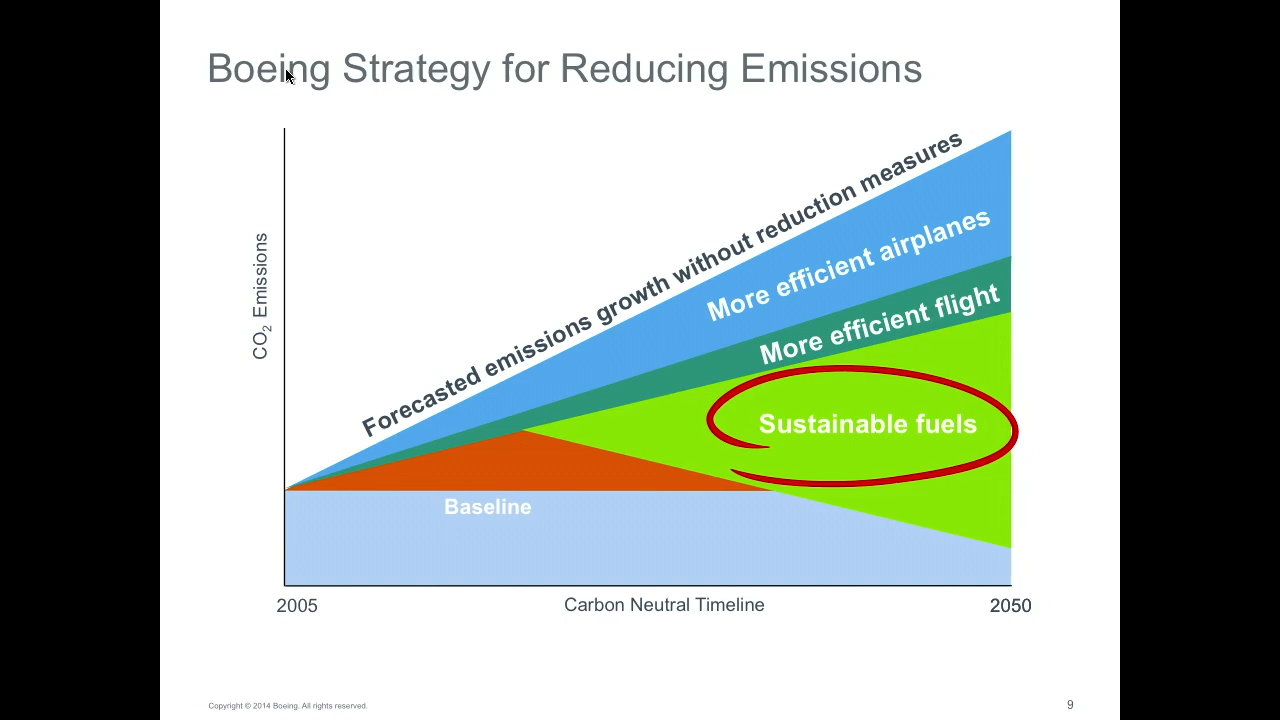 Boeing Strategy for Reducing Emissions
Forecasted emissions growth without reduction measures
More efficient airplanes
More efficient flight
Sustainable fuels
Baseline
CO₂ Emissions
2005
Carbon Neutral Timeline
2050
Copyright © 2014 Boeing. All rights reserved.
9